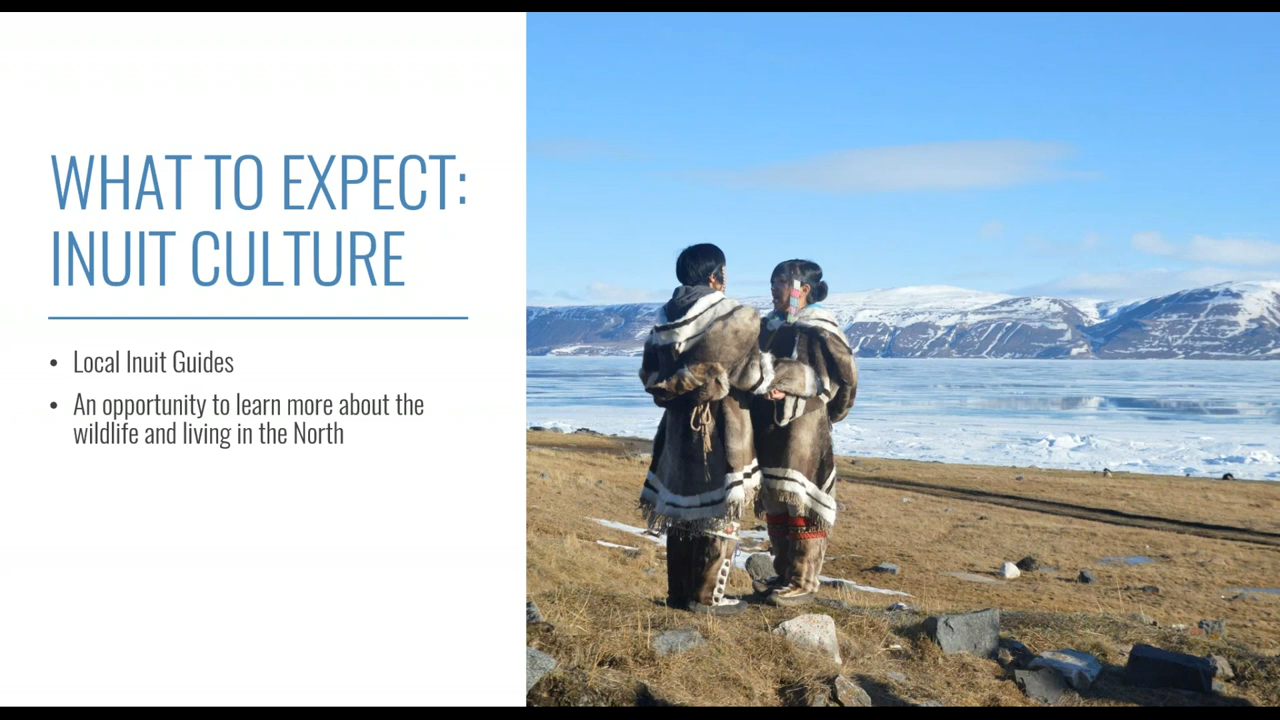 WHAT TO EXPECT:
INUIT CULTURE
• Local Inuit Guides
• An opportunity to learn more about the
wildlife and living in the North